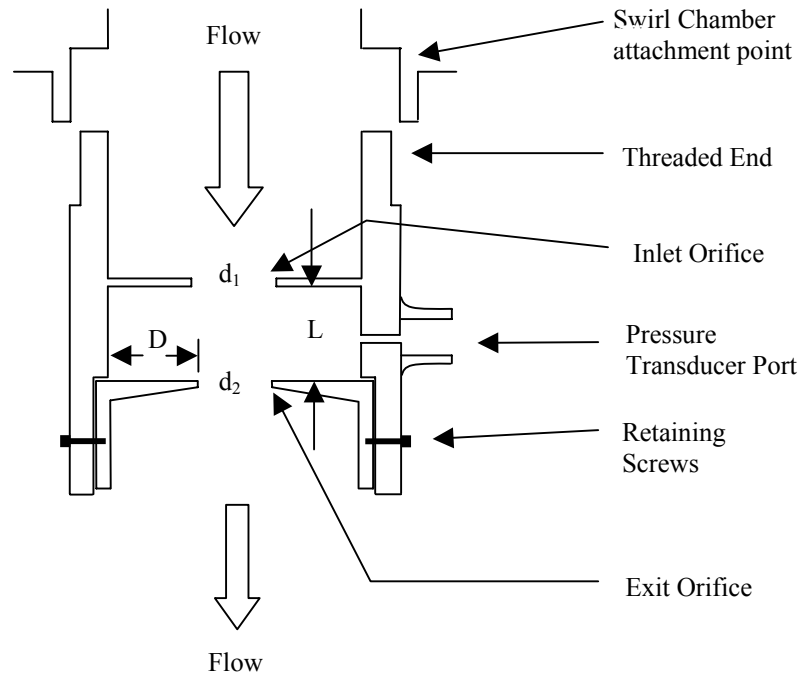 Flow
Swirl Chamber
attachment point
Threaded End
d₁
Inlet Orifice
D
L
Pressure
Transducer Port
d₂
Retaining
Screws
Exit Orifice
Flow